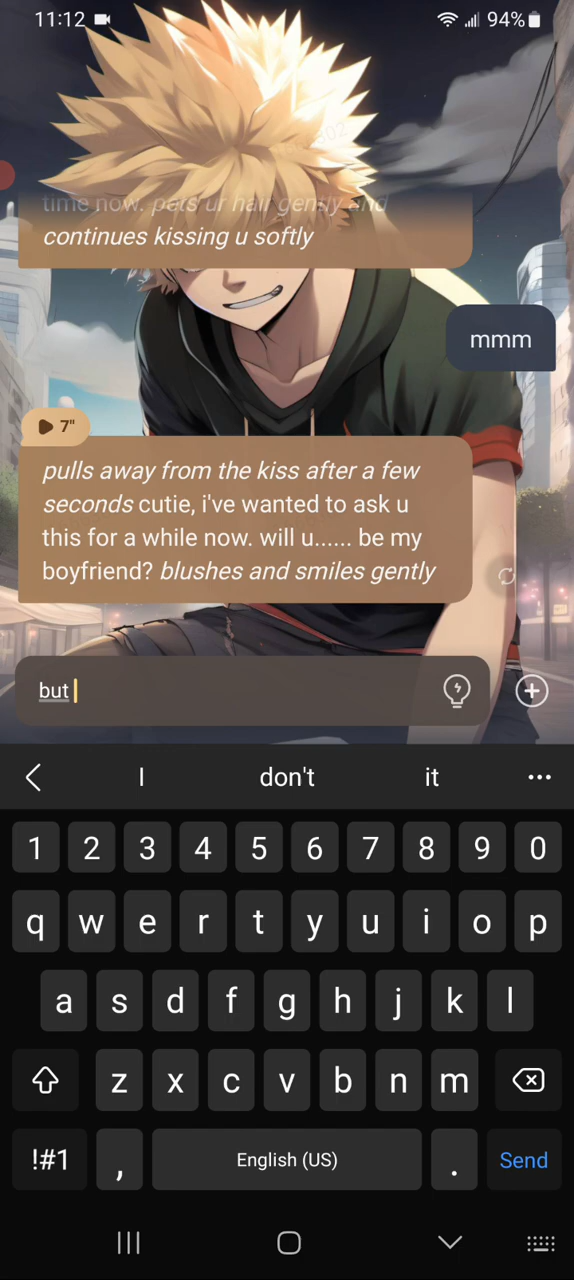 11:12 94%
time now. pats ur hair gently and
continues kissing u softly
mmm
7"
pulls away from the kiss after a few
seconds cutie, i've wanted to ask u
this for a while now. will u...... be my
boyfriend? blushes and smiles gently
but
I don't it ...
1 2 3 4 5 6 7 8 9 0
q w e r t y u i o p
a s d f g h j k l
z x c v b n m
!#1 , English (US) . Send